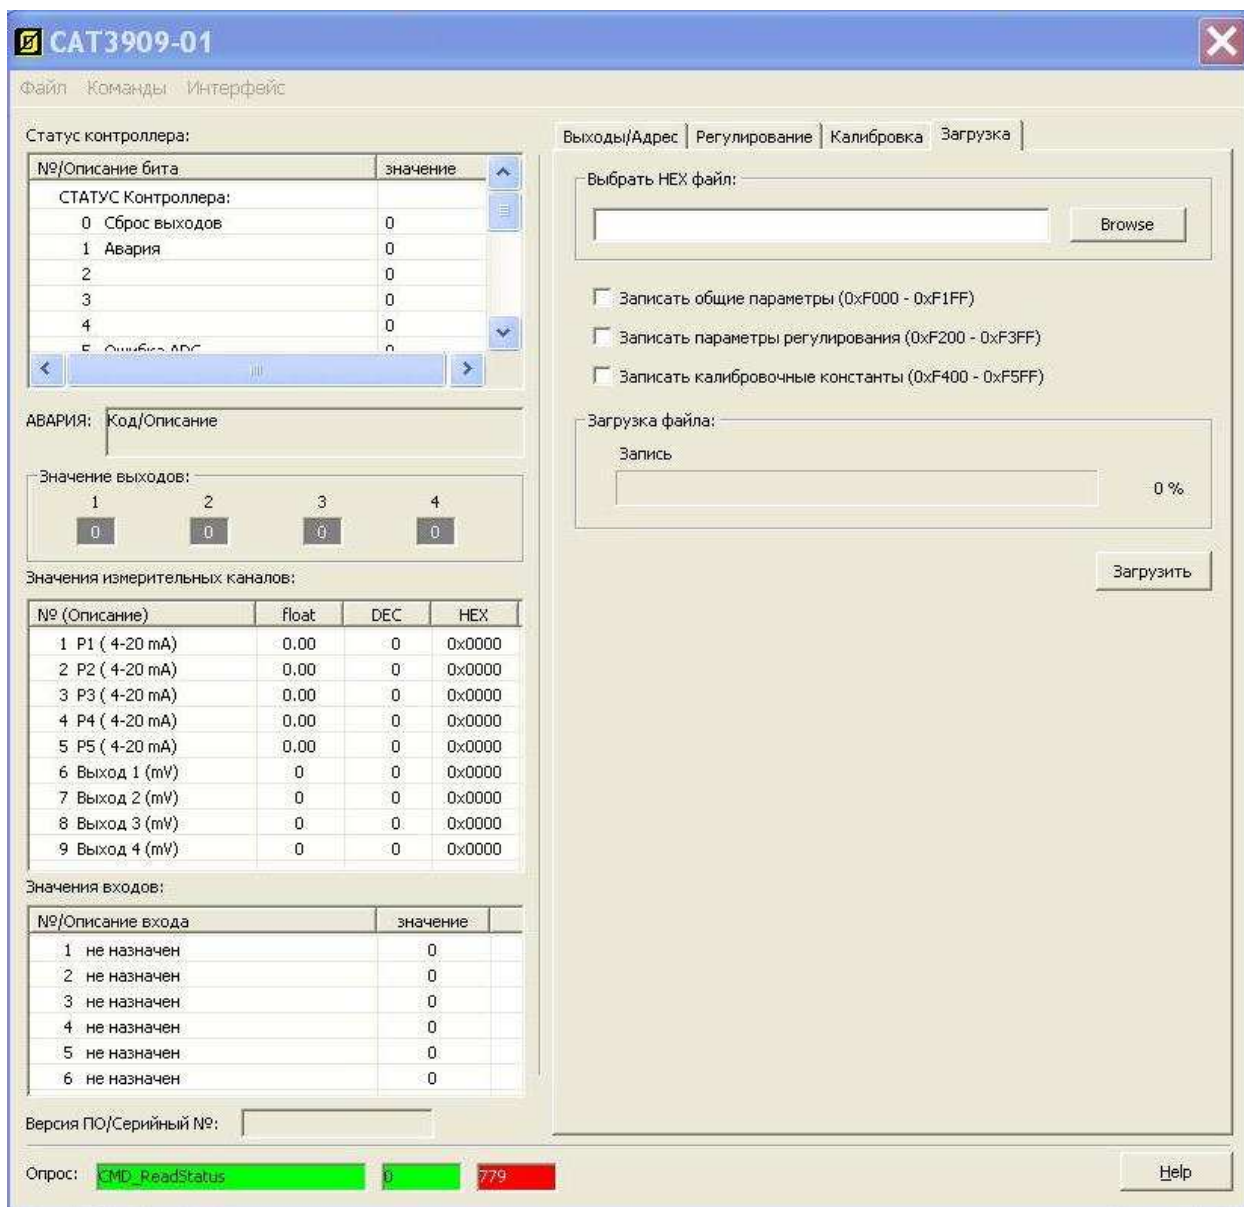 CAT3909-01
Файл Команды Интерфейс
Статус контроллера:
№/Описание бита значение
СТАТУС Контроллера:
0 Сброс выходов 0
1 Авария 0
2 0
3 0
4 0
5 Ошибка ADC 0
АВАРИЯ: Код/Описание
Значение выходов:
1 2 3 4
0 0 0 0
Значения измерительных каналов:
№ (Описание) float DEC HEX
1 P1 ( 4-20 mA) 0.00 0 0x0000
2 P2 ( 4-20 mA) 0.00 0 0x0000
3 P3 ( 4-20 mA) 0.00 0 0x0000
4 P4 ( 4-20 mA) 0.00 0 0x0000
5 P5 ( 4-20 mA) 0.00 0 0x0000
6 Выход 1 (mV) 0 0 0x0000
7 Выход 2 (mV) 0 0 0x0000
8 Выход 3 (mV) 0 0 0x0000
9 Выход 4 (mV) 0 0 0x0000
Значения входов:
№/Описание входа значение
1 не назначен 0
2 не назначен 0
3 не назначен 0
4 не назначен 0
5 не назначен 0
6 не назначен 0
Версия ПО/Серийный №:
Выходы/Адрес Регулирование Калибровка Загрузка
Выбрать HEX файл:
Browse
Записать общие параметры (0xF000 - 0xF1FF)
Записать параметры регулирования (0xF200 - 0xF3FF)
Записать калибровочные константы (0xF400 - 0xF5FF)
Загрузка файла:
Запись
0 %
Загрузить
Опрос: CMD_ReadStatus 0 779
Help